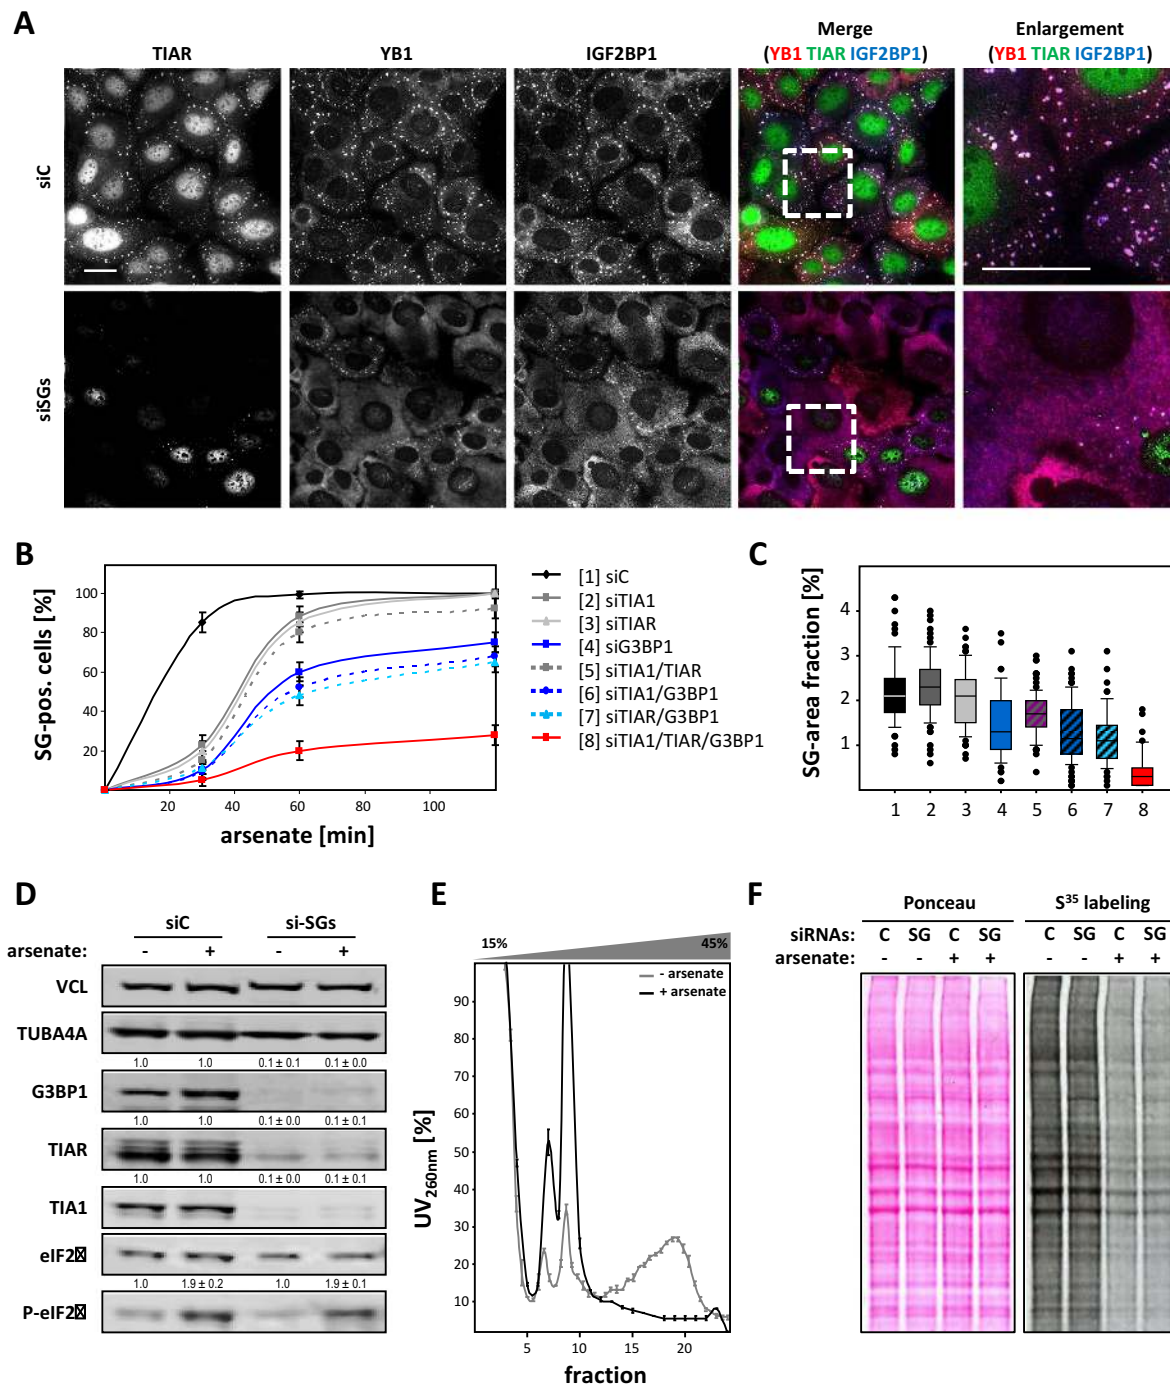 A
TIAR
YB1
IGF2BP1
Merge
(YB1 TIAR IGF2BP1)
Enlargement
(YB1 TIAR IGF2BP1)
siC
siSGs
B
SG-pos. cells [%]
100
80
60
40
20
20
40
60
80
100
arsenate [min]
[1] siC
[2] siTIA1
[3] siTIAR
[4] siG3BP1
[5] siTIA1/TIAR
[6] siTIA1/G3BP1
[7] siTIAR/G3BP1
[8] siTIA1/TIAR/G3BP1
C
SG-area fraction [%]
4
3
2
1
1 2 3 4 5 6 7 8
D
siC
si-SGs
arsenate: - + - +
VCL
TUBA4A
1.0 1.0 0.1 ± 0.1 0.1 ± 0.0
G3BP1
1.0 1.0 0.1 ± 0.0 0.1 ± 0.1
TIAR
1.0 1.0 0.1 ± 0.0 0.1 ± 0.1
TIA1
eIF2
1.0 1.9 ± 0.2 1.0 1.9 ± 0.1
P-eIF2
E
15%
45%
- arsenate
+ arsenate
UV260nm [%]
90
80
70
60
50
40
30
20
10
5
10
15
20
fraction
F
Ponceau
S35 labeling
siRNAs: C SG C SG C SG C SG
arsenate: - - + + - - + +